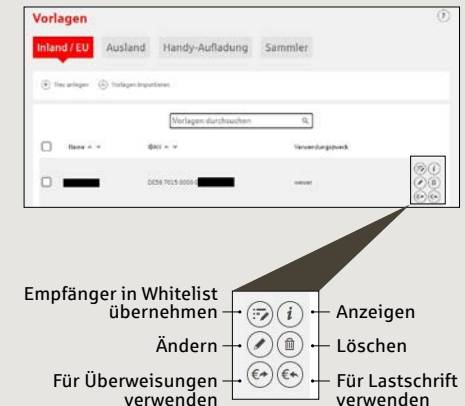 Vorlagen
Inland / EU Ausland Handy-Aufladung Sammler
Neu anlegen Vorlagen importieren
Vorlagen durchsuchen
Name IBAN Verwendungszweck
DE56 7015 0000 0
Empfänger in Whitelist
übernehmen
Anzeigen
Ändern
Löschen
Für Überweisungen
verwenden
Für Lastschrift
verwenden